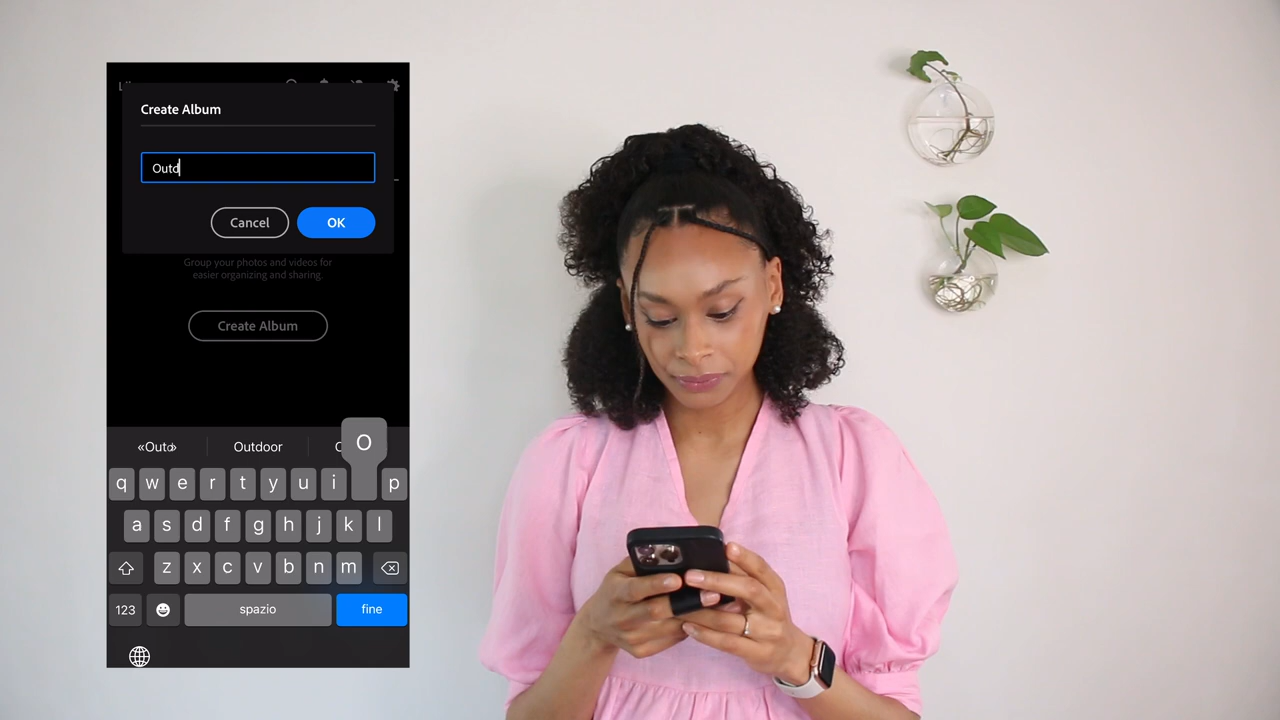 Create Album
Outd
Cancel
OK
Group your photos and videos for
easier organizing and sharing.
Create Album
«Outd»
Outdoor
O
q w e r t y u i p
a s d f g h j k l
z x c v b n m
123
spazio
fine